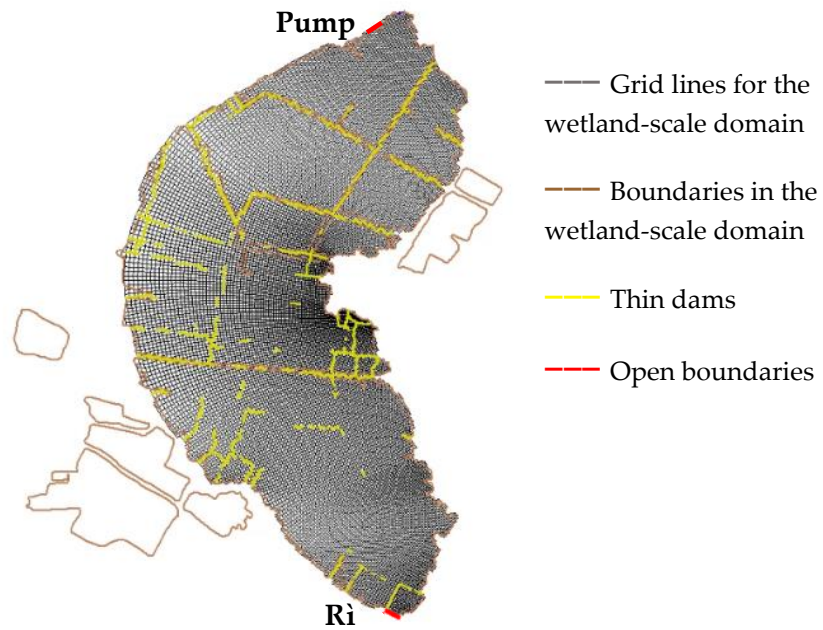 Pump
Grid lines for the
wetland-scale domain
Boundaries in the
wetland-scale domain
Thin dams
Open boundaries
Rì